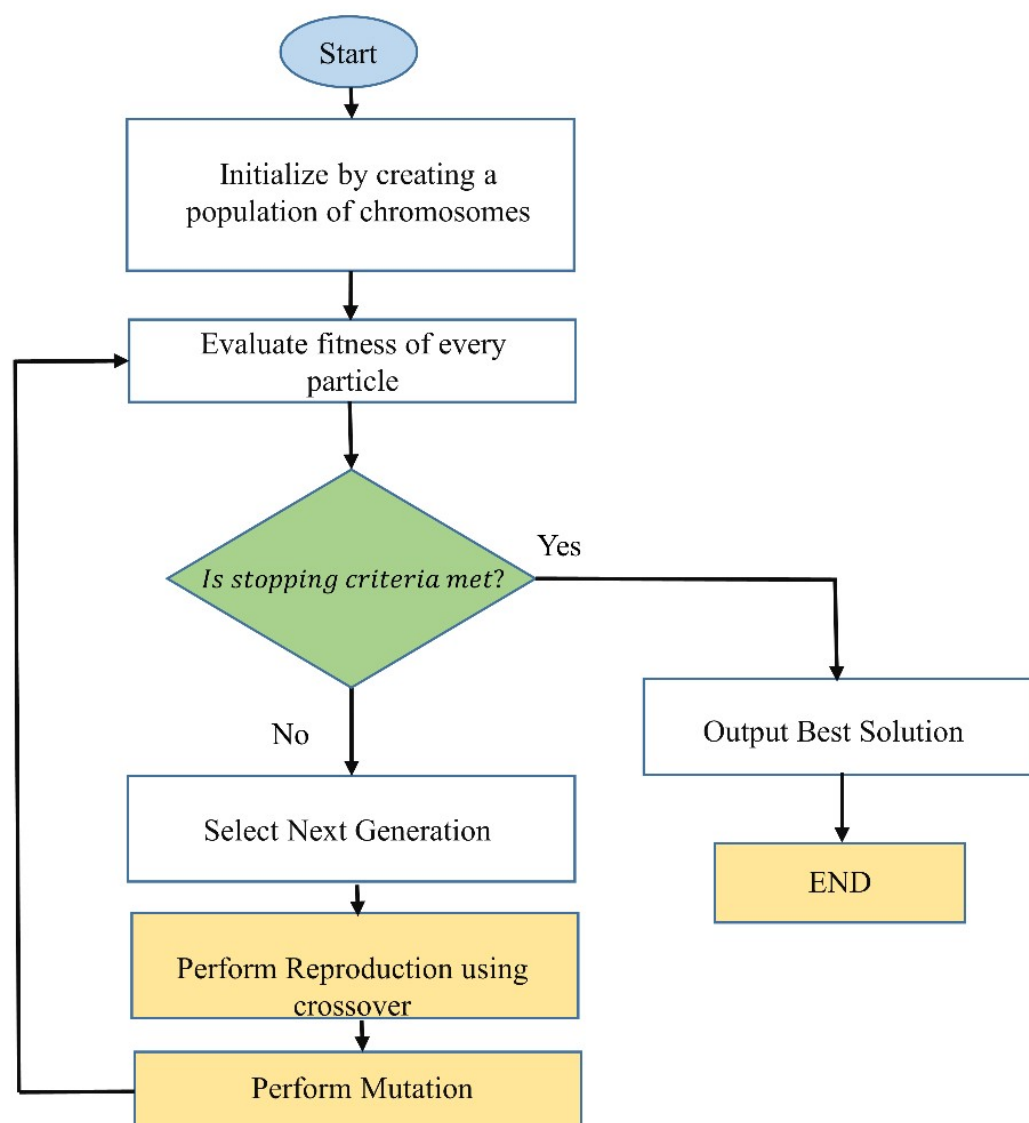 Start
Initialize by creating a
population of chromosomes
Evaluate fitness of every
particle
Is stopping criteria met?
Yes
No
Output Best Solution
Select Next Generation
END
Perform Reproduction using
crossover
Perform Mutation